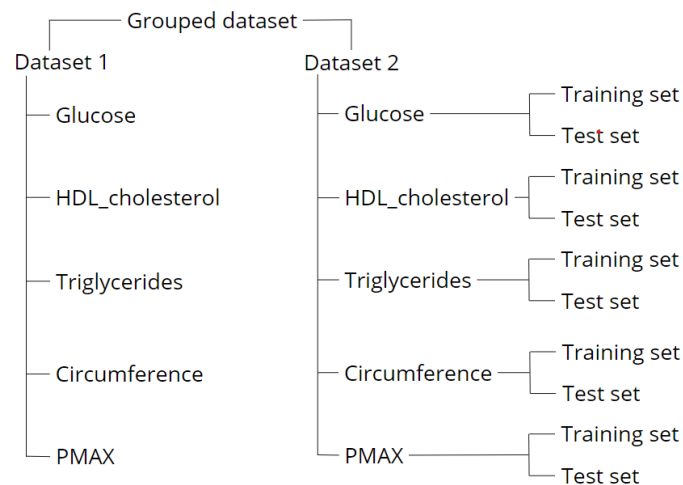 Grouped dataset
Dataset 1
Dataset 2
Glucose
Glucose
Training set
Test set
HDL_cholesterol
HDL_cholesterol
Training set
Test set
Triglycerides
Triglycerides
Training set
Test set
Circumference
Circumference
Training set
Test set
PMAX
PMAX
Training set
Test set